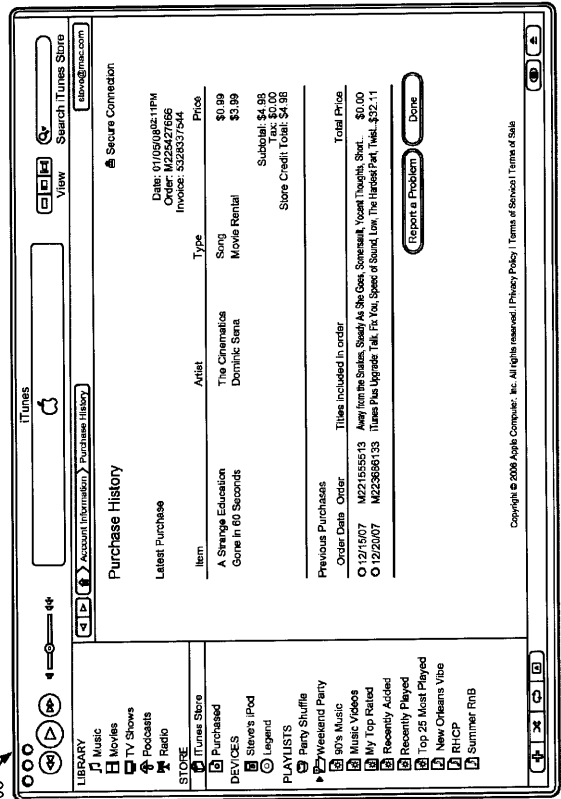 iTunes
View
Search iTunes Store
Account Information
Purchase History
steve@mac.com
LIBRARY
Music
Movies
TV Shows
Podcasts
Radio
STORE
iTunes Store
Purchased
DEVICES
Steve's iPod
Legend
PLAYLISTS
Party Shuffle
Weekend Party
90's Music
Music Videos
My Top Rated
Recently Added
Recently Played
Top 25 Most Played
New Orleans Vibe
RHCP
Summer RnB
Purchase History
Secure Connection
Latest Purchase
Date: 01/05/08 02:11PM
Order: M225427666
Invoice: 5328337544
Item Artist Type Price
A Strange Education The Cinematics Song $0.99
Gone In 60 Seconds Dominic Sena Movie Rental $3.99
Subtotal: $4.98
Tax: $0.00
Store Credit Total: $4.98
Previous Purchases
Order Date Order Titles included in order Total Price
12/15/07 M221555513 Away from the Snakes, Steady As She Goes, Somersault, Yocent Thoughts, Short... $0.00
12/20/07 M223686133 iTunes Plus Upgrade: Talk, Fix You, Speed of Sound, Low, The Hardest Part, Twist... $32.11
Report a Problem
Done
Copyright © 2006 Apple Computer, Inc. All rights reserved. | Privacy Policy | Terms of Service | Terms of Sale